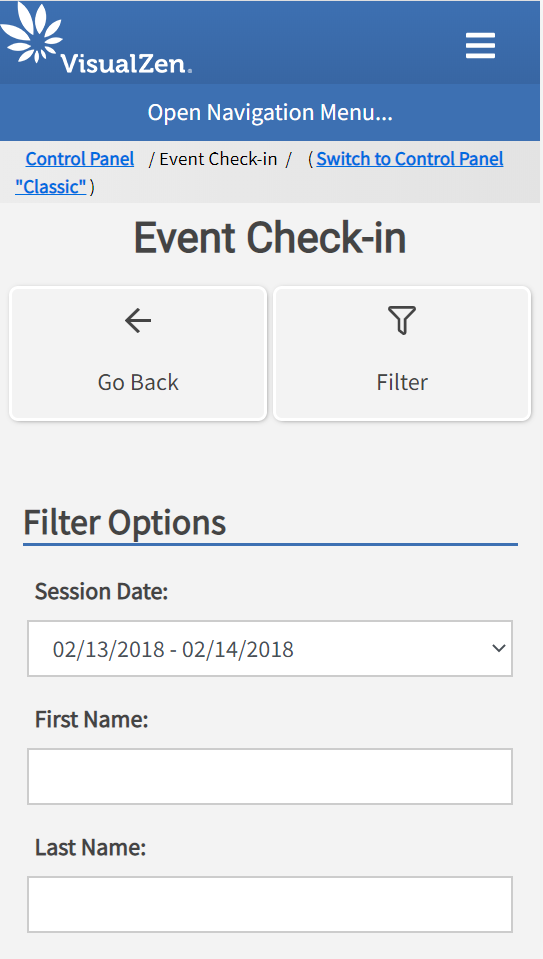 VisualZen.
Open Navigation Menu...
Control Panel / Event Check-in / ( Switch to Control Panel
"Classic" )
Event Check-in
Go Back
Filter
Filter Options
Session Date:
02/13/2018 - 02/14/2018
First Name:
Last Name: